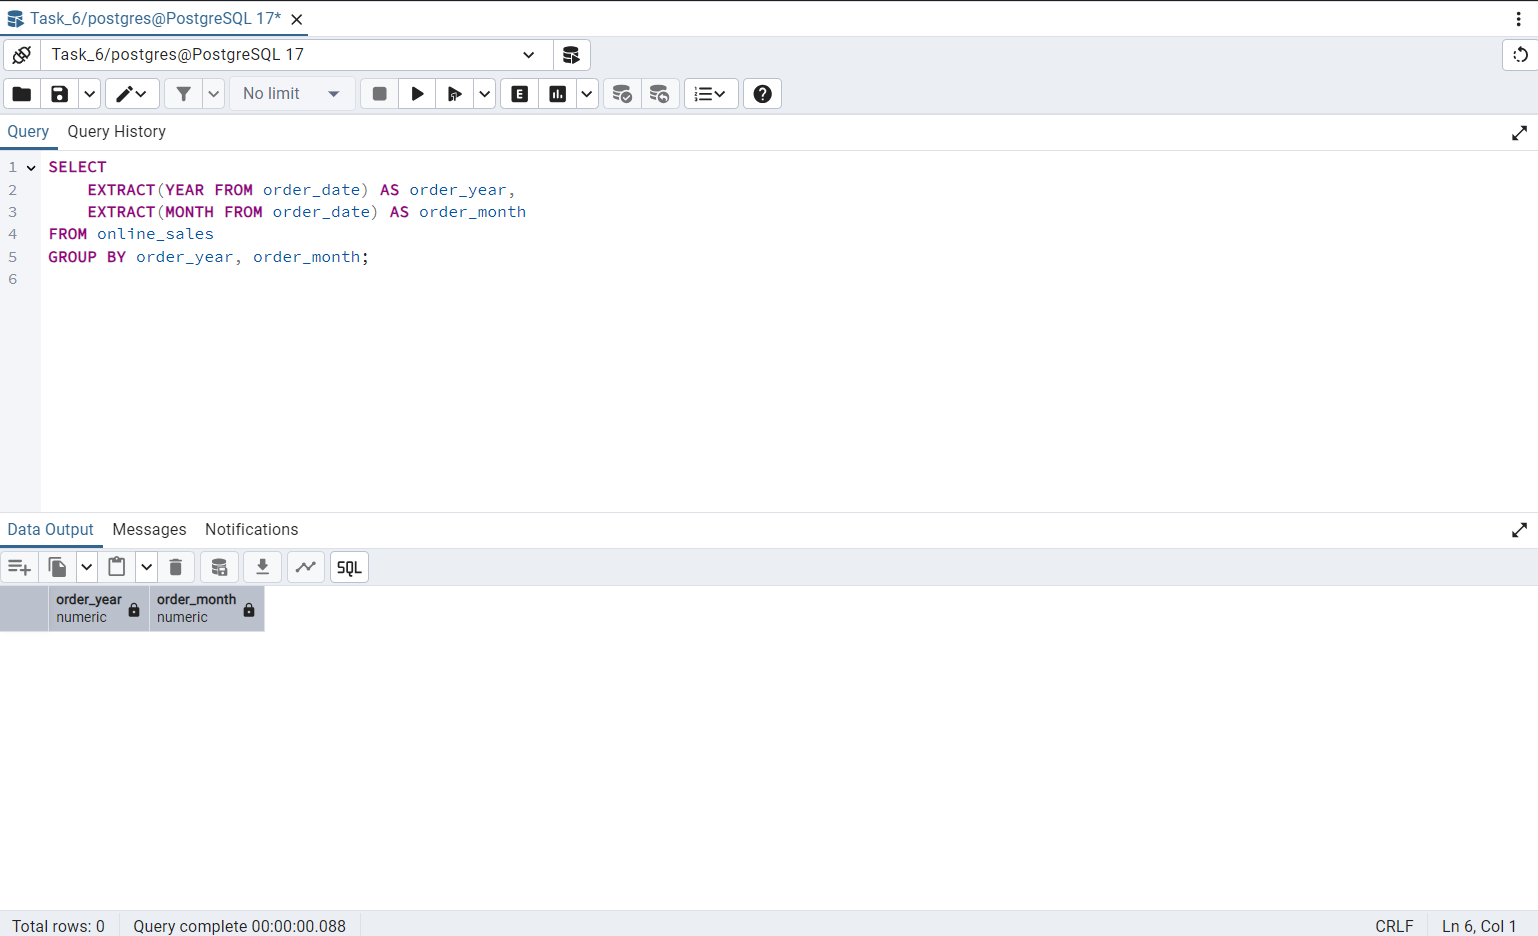 Task_6/postgres@PostgreSQL 17*
Task_6/postgres@PostgreSQL 17
No limit
E
Query Query History
1 SELECT
2 EXTRACT(YEAR FROM order_date) AS order_year,
3 EXTRACT(MONTH FROM order_date) AS order_month
4 FROM online_sales
5 GROUP BY order_year, order_month;
6
Data Output Messages Notifications
SQL
order_year order_month
numeric numeric
Total rows: 0 Query complete 00:00:00.088 CRLF Ln 6, Col 1